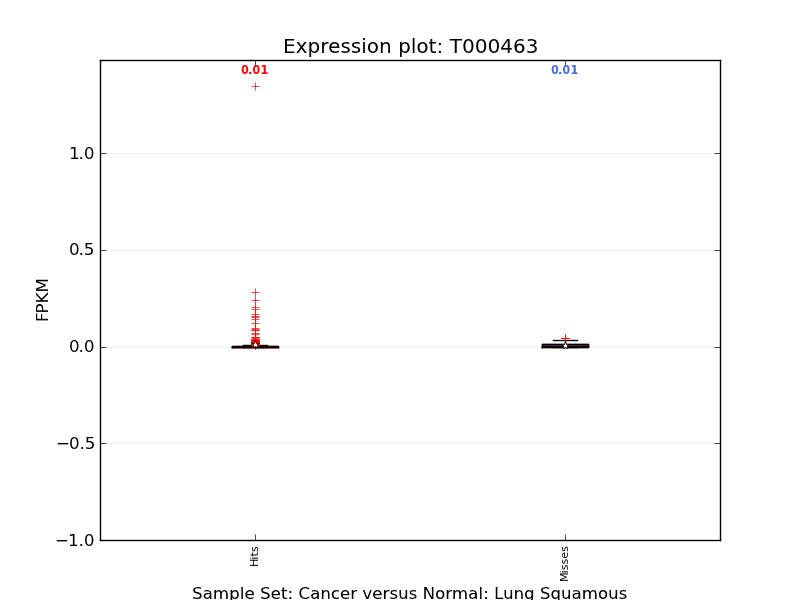 Expression plot: T000463
0.01
0.01
1.0
0.5
0.0
−0.5
−1.0
FPKM
Hits
Misses
Sample Set: Cancer versus Normal: Lung Squamous